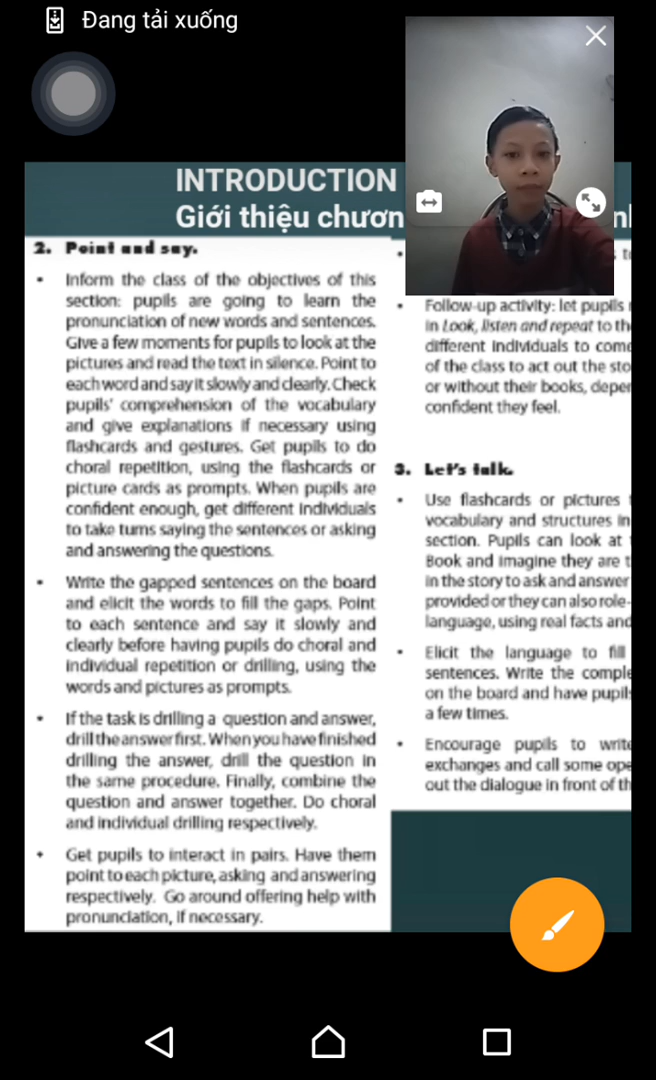 Đang tải xuống
INTRODUCTION
Giới thiệu chươn
2. Point and say.
• Inform the class of the objectives of this
section: pupils are going to learn the
pronunciation of new words and sentences.
Give a few moments for pupils to look at the
pictures and read the text in silence. Point to
each word and say it slowly and clearly. Check
pupils' comprehension of the vocabulary
and give explanations if necessary using
flashcards and gestures. Get pupils to do
choral repetition, using the flashcards or
picture cards as prompts. When pupils are
confident enough, get different individuals
to take turns saying the sentences or asking
and answering the questions.
• Write the gapped sentences on the board
and elicit the words to fill the gaps. Point
to each sentence and say it slowly and
clearly before having pupils do choral and
individual repetition or drilling, using the
words and pictures as prompts.
• If the task is drilling a question and answer,
drill the answer first. When you have finished
drilling the answer, drill the question in
the same procedure. Finally, combine the
question and answer together. Do choral
and individual drilling respectively.
• Get pupils to interact in pairs. Have them
point to each picture, asking and answering
respectively. Go around offering help with
pronunciation, if necessary.
• Follow-up activity: let pupils
in Look, listen and repeat to th
different individuals to come
of the class to act out the sto
or without their books, depen
confident they feel.
3. Let's talk.
• Use flashcards or pictures
vocabulary and structures in
section. Pupils can look at
Book and imagine they are t
in the story to ask and answer
provided or they can also role-
language, using real facts and
• Elicit the language to fill
sentences. Write the comple
on the board and have pupils
a few times.
• Encourage pupils to write
exchanges and call some ope
out the dialogue in front of th